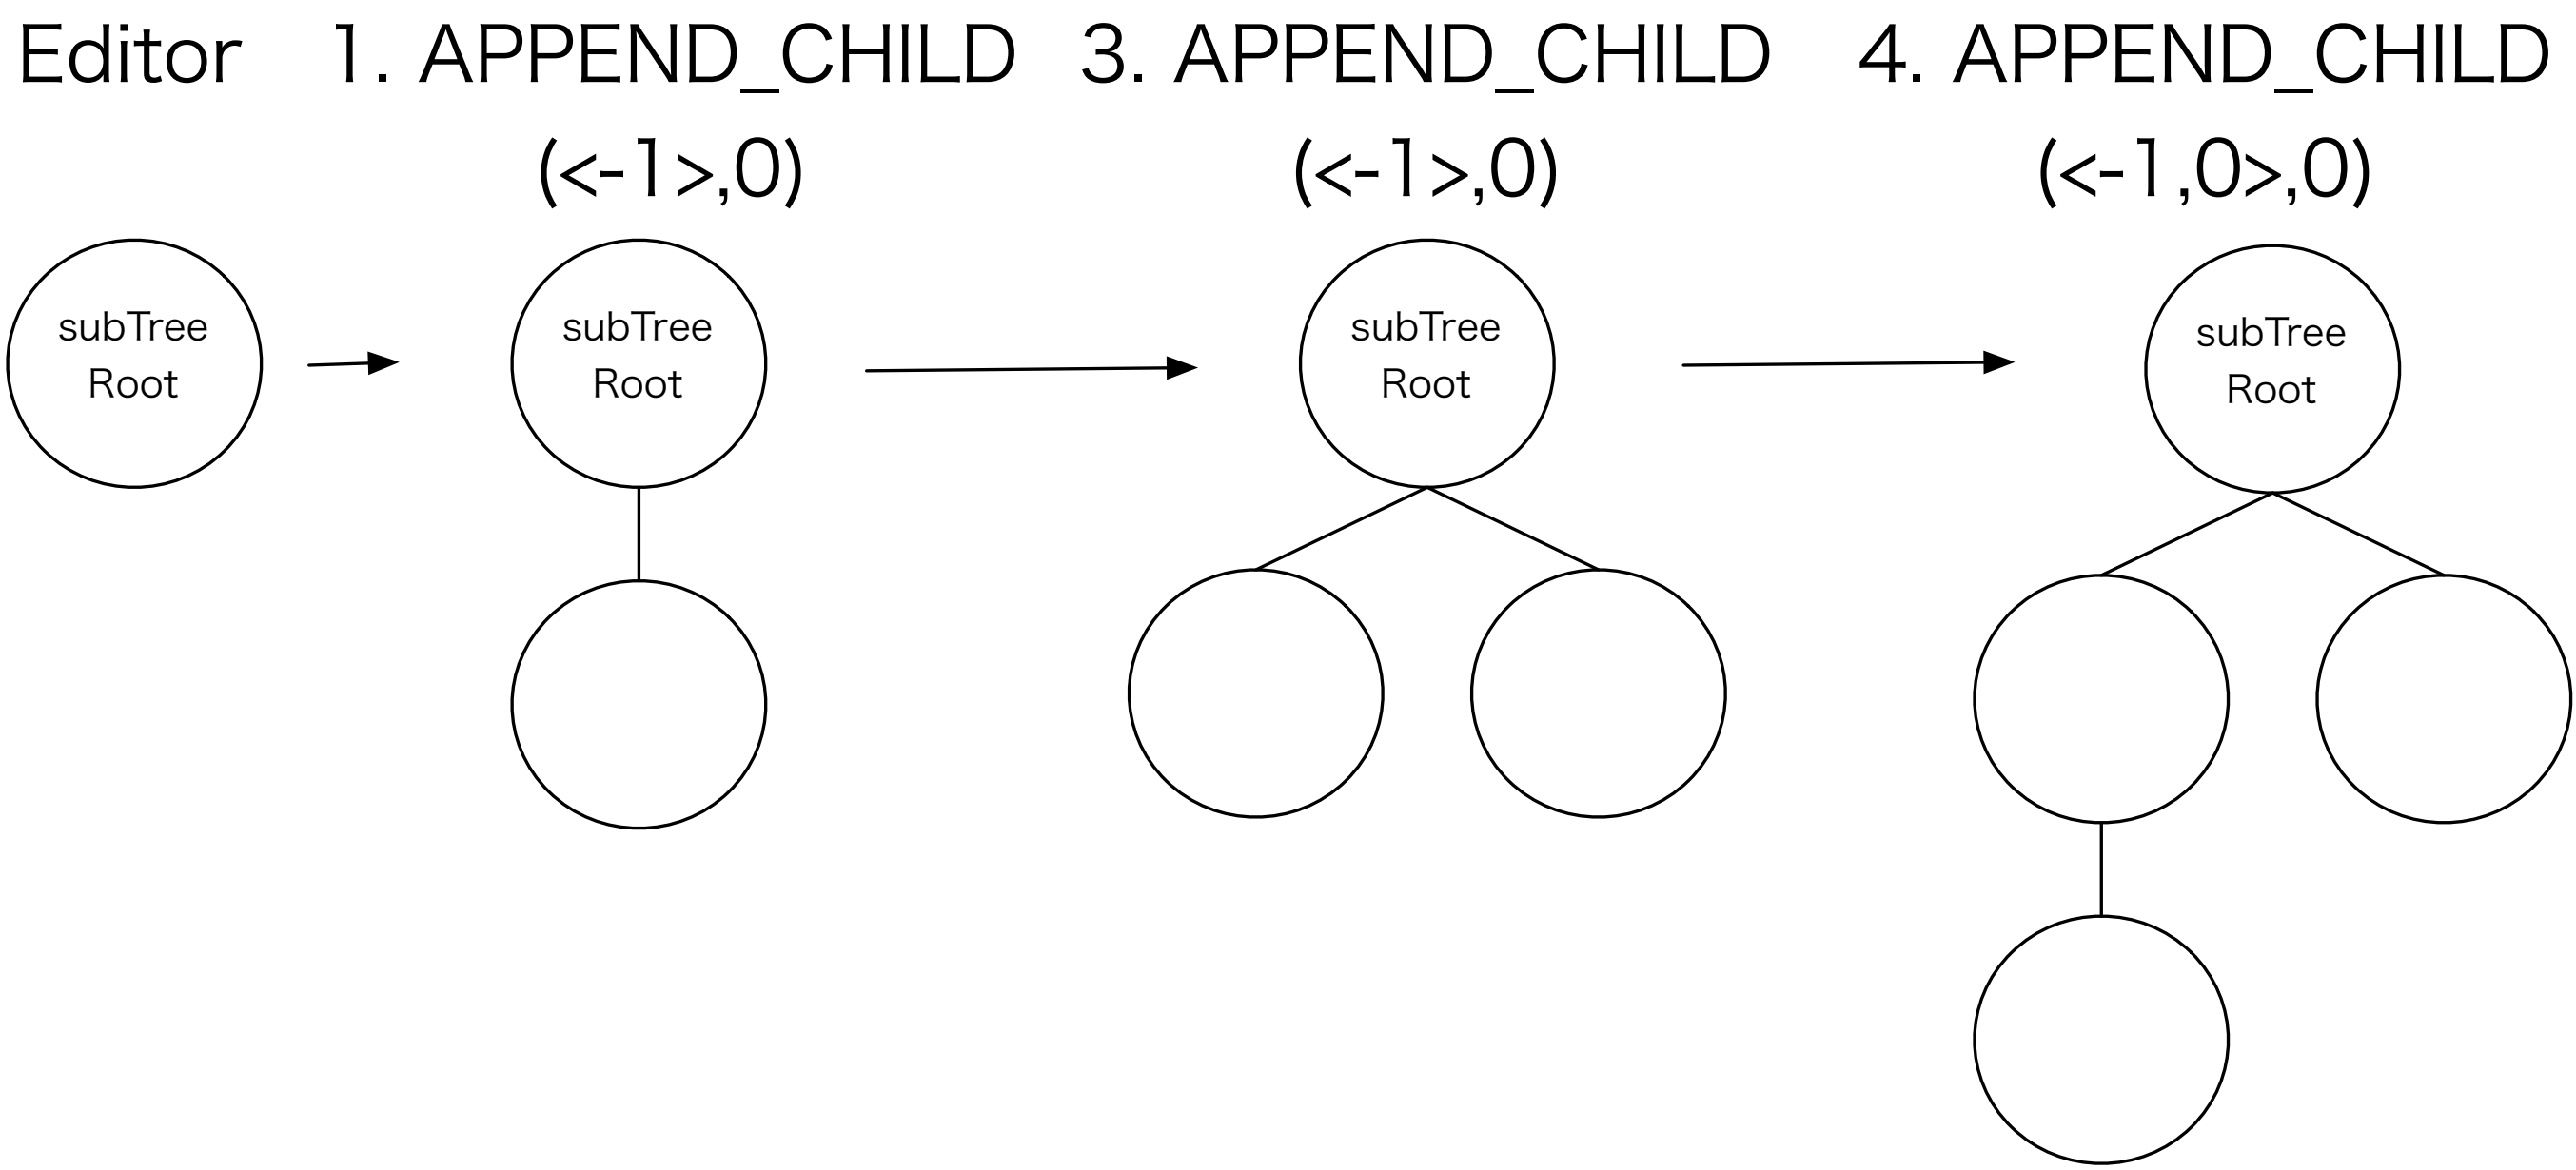 Editor 1. APPEND_CHILD 3. APPEND_CHILD 4. APPEND_CHILD
(<-1>,0) (<-1>,0) (<-1,0>,0)
subTree subTree subTree subTree
Root Root Root Root